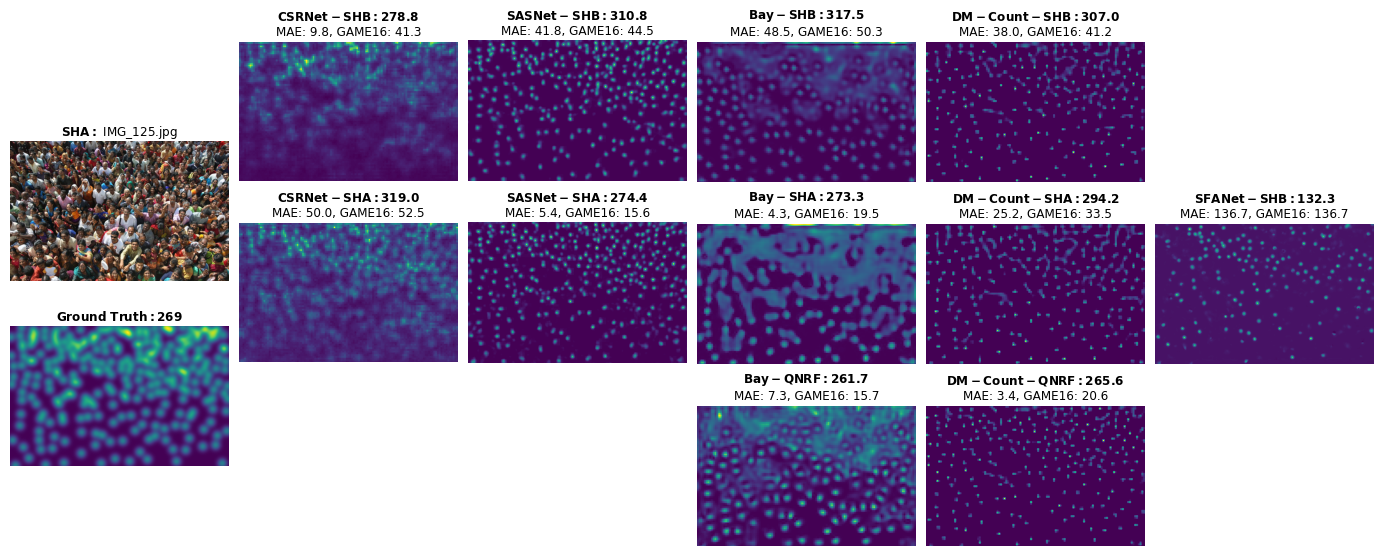 CSRNet − SHB : 278.8
MAE: 9.8, GAME16: 41.3
SASNet − SHB : 310.8
MAE: 41.8, GAME16: 44.5
Bay − SHB : 317.5
MAE: 48.5, GAME16: 50.3
DM − Count − SHB : 307.0
MAE: 38.0, GAME16: 41.2
SHA : IMG_125.jpg
CSRNet − SHA : 319.0
MAE: 50.0, GAME16: 52.5
SASNet − SHA : 274.4
MAE: 5.4, GAME16: 15.6
Bay − SHA : 273.3
MAE: 4.3, GAME16: 19.5
DM − Count − SHA : 294.2
MAE: 25.2, GAME16: 33.5
SFANet − SHB : 132.3
MAE: 136.7, GAME16: 136.7
Ground Truth : 269
Bay − QNRF : 261.7
MAE: 7.3, GAME16: 15.7
DM − Count − QNRF : 265.6
MAE: 3.4, GAME16: 20.6